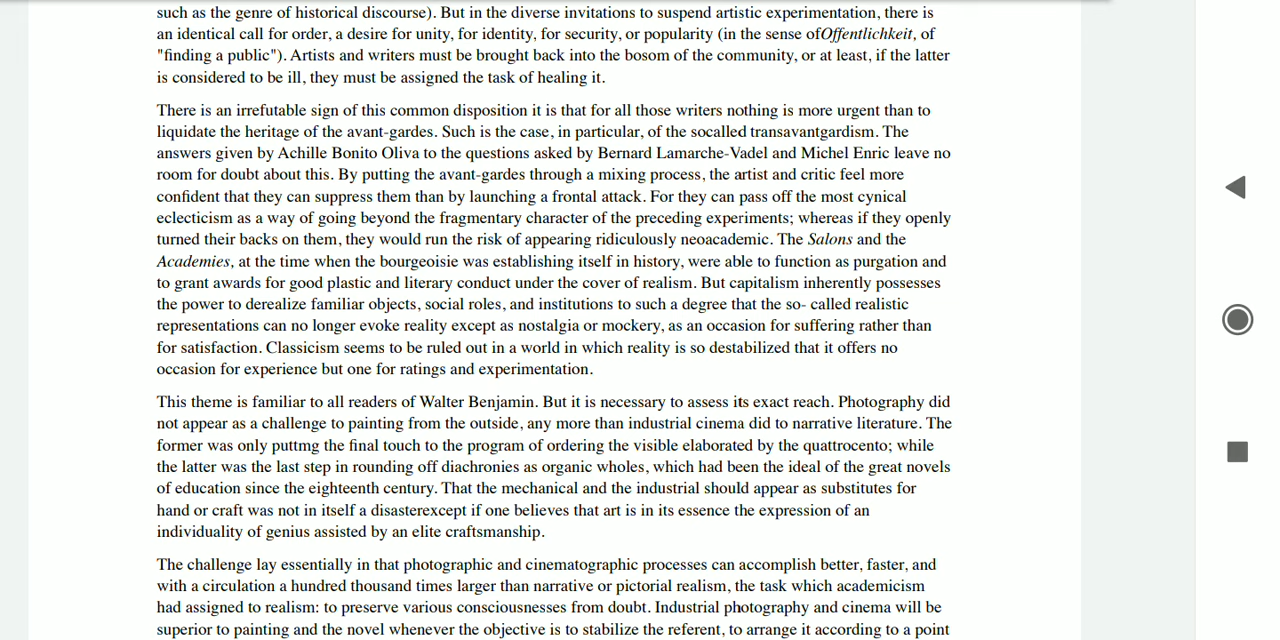 such as the genre of historical discourse). But in the diverse invitations to suspend artistic experimentation, there is
an identical call for order, a desire for unity, for identity, for security, or popularity (in the sense ofOffentlichkeit, of
"finding a public"). Artists and writers must be brought back into the bosom of the community, or at least, if the latter
is considered to be ill, they must be assigned the task of healing it.
There is an irrefutable sign of this common disposition it is that for all those writers nothing is more urgent than to
liquidate the heritage of the avant-gardes. Such is the case, in particular, of the socalled transavantgardism. The
answers given by Achille Bonito Oliva to the questions asked by Bernard Lamarche-Vadel and Michel Enric leave no
room for doubt about this. By putting the avant-gardes through a mixing process, the artist and critic feel more
confident that they can suppress them than by launching a frontal attack. For they can pass off the most cynical
eclecticism as a way of going beyond the fragmentary character of the preceding experiments; whereas if they openly
turned their backs on them, they would run the risk of appearing ridiculously neoacademic. The Salons and the
Academies, at the time when the bourgeoisie was establishing itself in history, were able to function as purgation and
to grant awards for good plastic and literary conduct under the cover of realism. But capitalism inherently possesses
the power to derealize familiar objects, social roles, and institutions to such a degree that the so- called realistic
representations can no longer evoke reality except as nostalgia or mockery, as an occasion for suffering rather than
for satisfaction. Classicism seems to be ruled out in a world in which reality is so destabilized that it offers no
occasion for experience but one for ratings and experimentation.
This theme is familiar to all readers of Walter Benjamin. But it is necessary to assess its exact reach. Photography did
not appear as a challenge to painting from the outside, any more than industrial cinema did to narrative literature. The
former was only puttmg the final touch to the program of ordering the visible elaborated by the quattrocento; while
the latter was the last step in rounding off diachronies as organic wholes, which had been the ideal of the great novels
of education since the eighteenth century. That the mechanical and the industrial should appear as substitutes for
hand or craft was not in itself a disasterexcept if one believes that art is in its essence the expression of an
individuality of genius assisted by an elite craftsmanship.
The challenge lay essentially in that photographic and cinematographic processes can accomplish better, faster, and
with a circulation a hundred thousand times larger than narrative or pictorial realism, the task which academicism
had assigned to realism: to preserve various consciousnesses from doubt. Industrial photography and cinema will be
superior to painting and the novel whenever the objective is to stabilize the referent, to arrange it according to a point